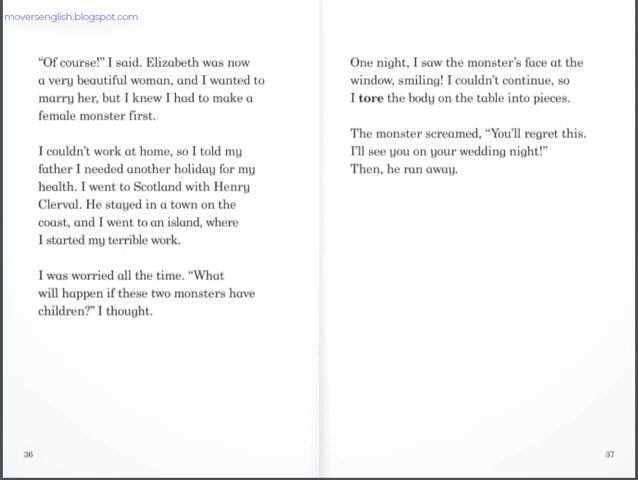 moversenglish.blogspot.com
“Of course!” I said. Elizabeth was now
a very beautiful woman, and I wanted to
marry her, but I knew I had to make a
female monster first.
I couldn’t work at home, so I told my
father I needed another holiday for my
health. I went to Scotland with Henry
Clerval. He stayed in a town on the
coast, and I went to an island, where
I started my terrible work.
I was worried all the time. “What
will happen if these two monsters have
children?” I thought.
36
One night, I saw the monster’s face at the
window, smiling! I couldn’t continue, so
I tore the body on the table into pieces.
The monster screamed, “You’ll regret this.
I’ll see you on your wedding night!”
Then, he ran away.
37